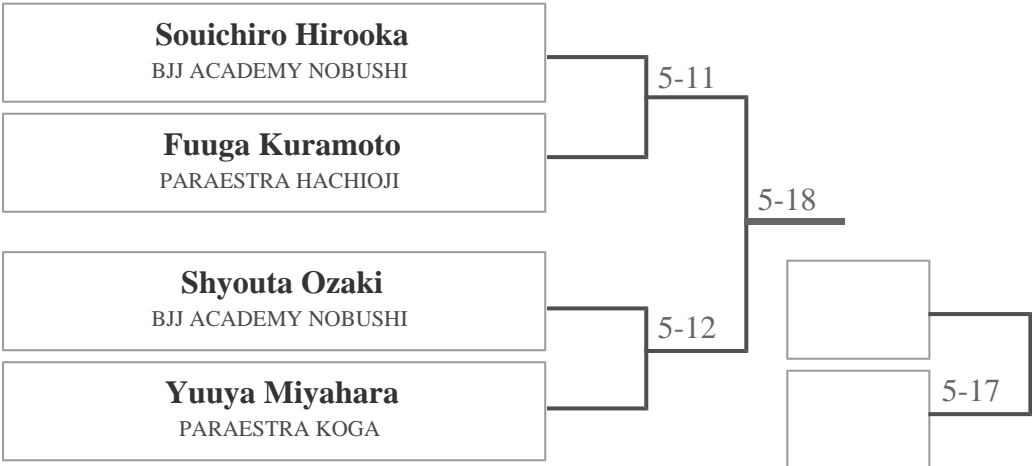 Souichiro Hirooka
BJJ ACADEMY NOBUSHI
5-11
Fuuga Kuramoto
PARAESTRA HACHIOJI
5-18
Shyouta Ozaki
BJJ ACADEMY NOBUSHI
5-12
Yuuya Miyahara
PARAESTRA KOGA
5-17